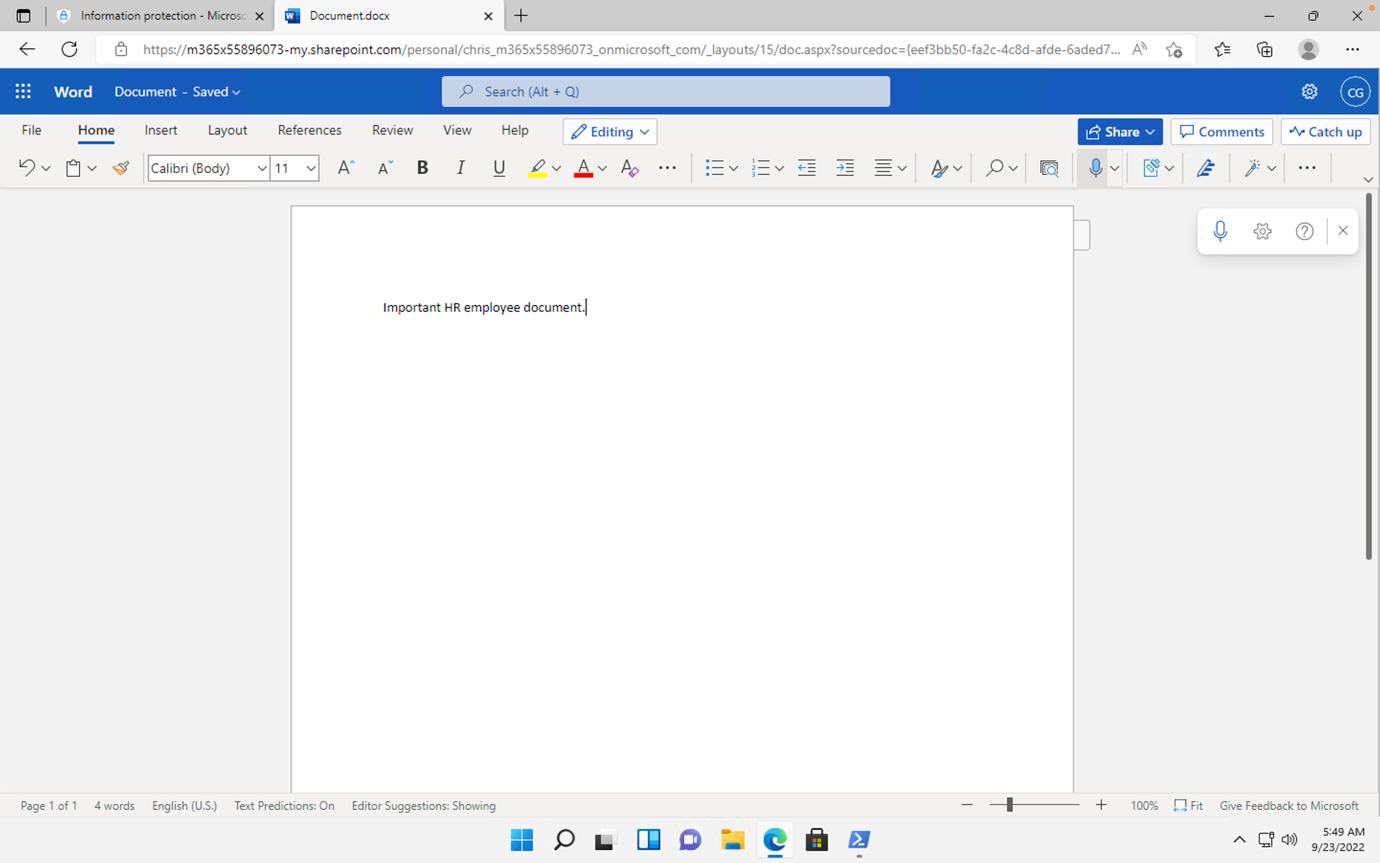 Information protection - Micros
Document.docx
https://m365x55896073-my.sharepoint.com/personal/chris_m365x55896073_onmicrosoft_com/_layouts/15/doc.aspx?sourcedoc={eef3bb50-fa2c-4c8d-afde-6aded7...
Word
Document - Saved
Search (Alt + Q)
CG
File
Home
Insert
Layout
References
Review
View
Help
Editing
Share
Comments
Catch up
Calibri (Body)
11
Important HR employee document.
Page 1 of 1
4 words
English (U.S.)
Text Predictions: On
Editor Suggestions: Showing
100%
Fit
Give Feedback to Microsoft
5:49 AM
9/23/2022